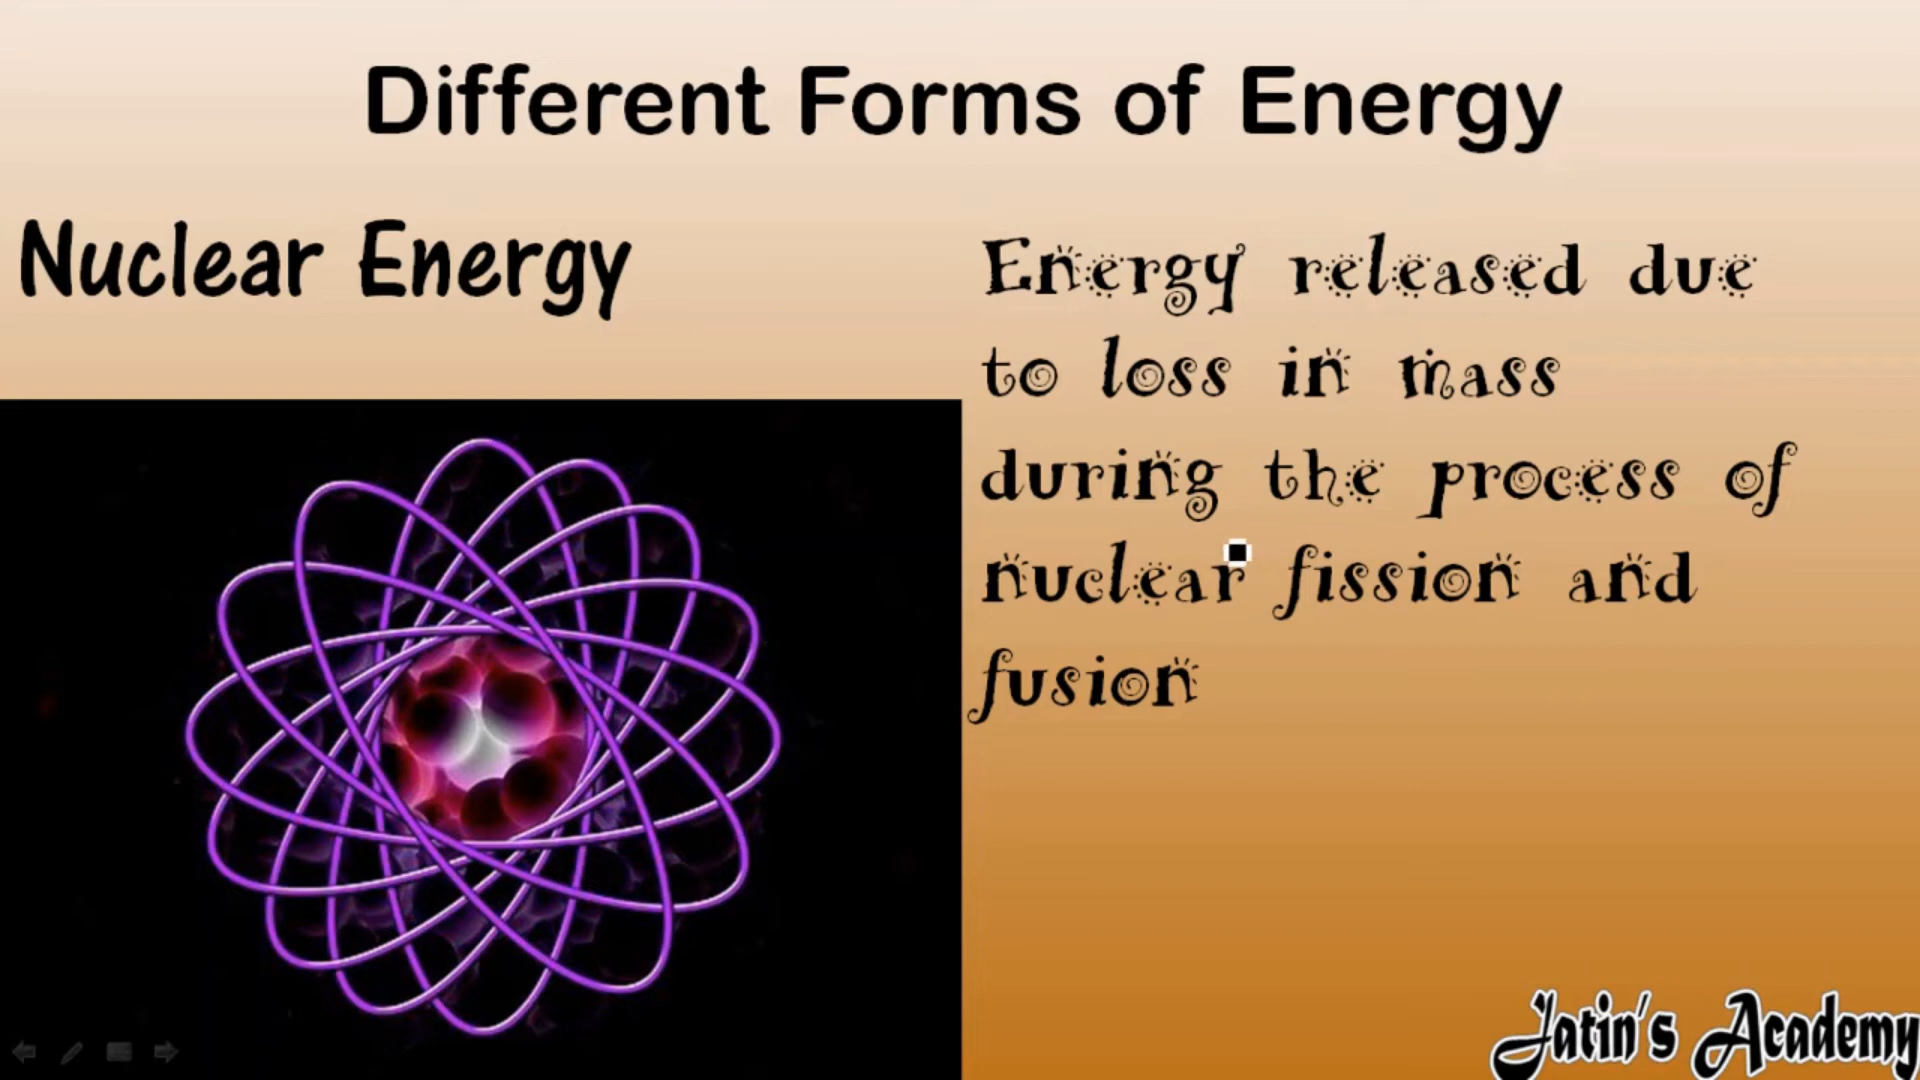 Different Forms of Energy
Nuclear Energy
Energy released due
to loss in mass
during the process of
nuclear fission and
fusion
Jatin's Academy